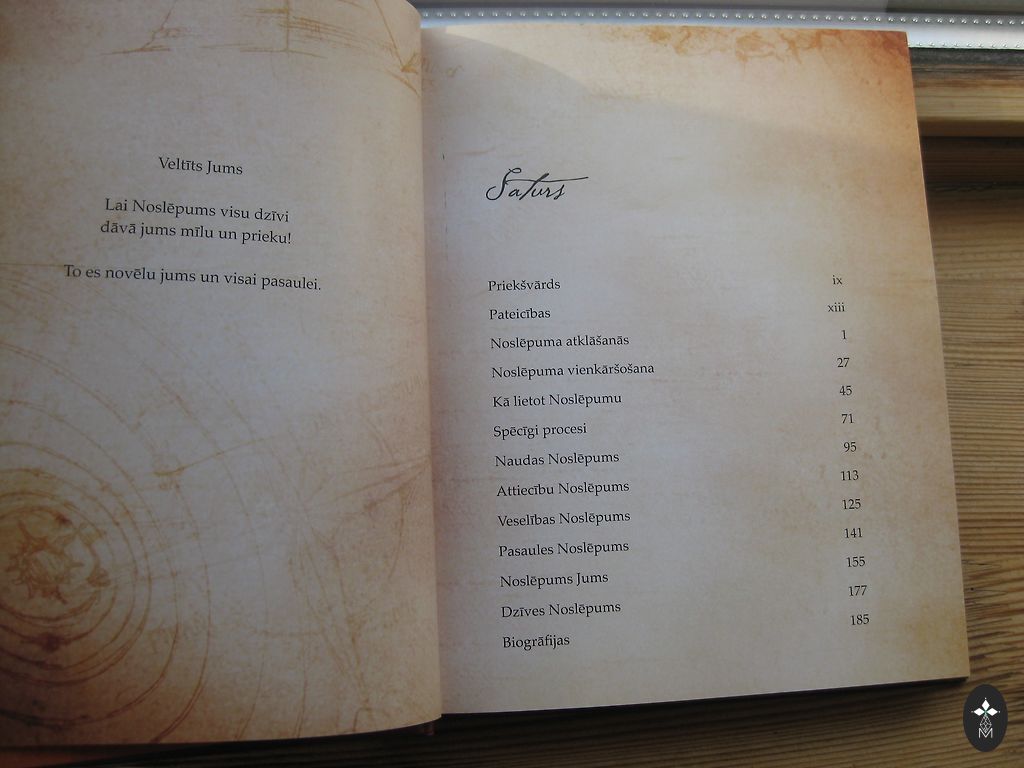 Veltīts Jums
Lai Noslēpums visu dzīvi
dāvā jums mīlu un prieku!
To es novēlu jums un visai pasaulei.
Saturs
Priekšvārds ix
Pateicības xiii
Noslēpuma atklāšanās 1
Noslēpuma vienkāršošana 27
Kā lietot Noslēpumu 45
Spēcīgi procesi 71
Naudas Noslēpums 95
Attiecību Noslēpums 113
Veselības Noslēpums 125
Pasaules Noslēpums 141
Noslēpums Jums 155
Dzīves Noslēpums 177
Biogrāfijas 185
M